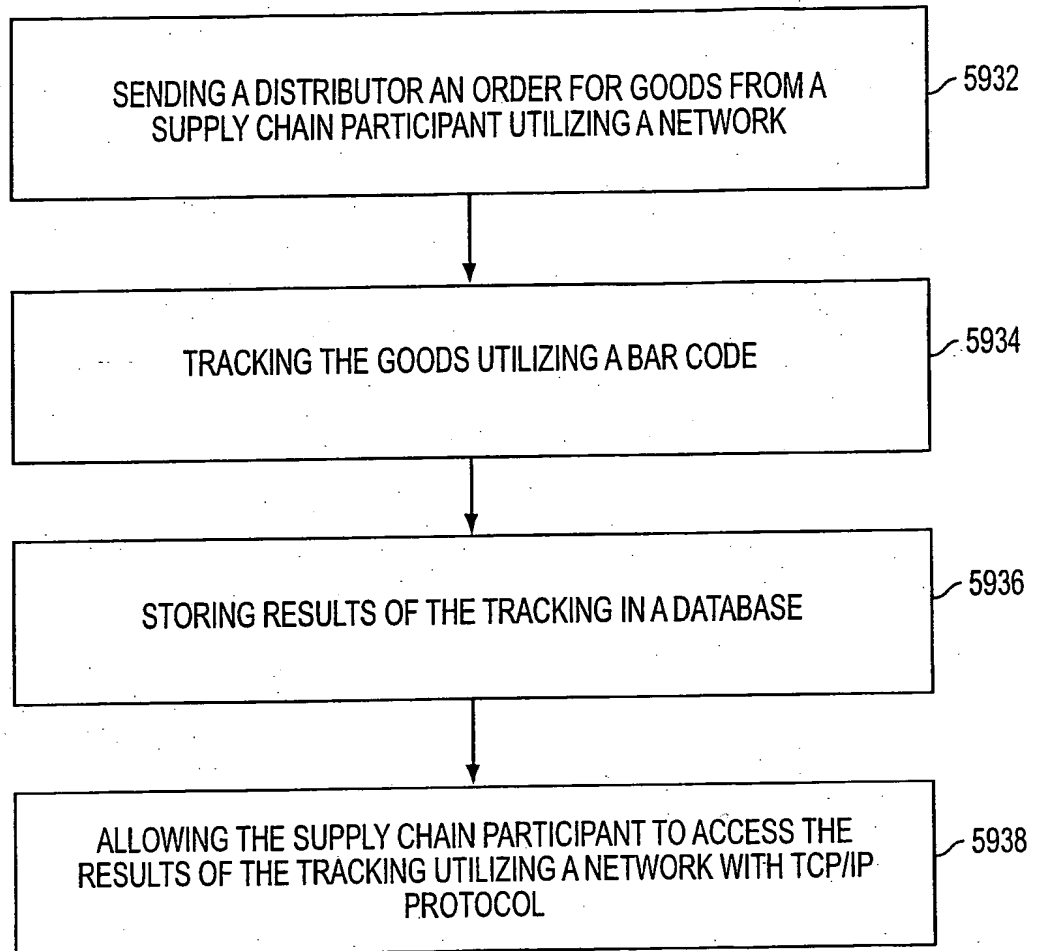 SENDING A DISTRIBUTOR AN ORDER FOR GOODS FROM A
SUPPLY CHAIN PARTICIPANT UTILIZING A NETWORK
5932
TRACKING THE GOODS UTILIZING A BAR CODE
5934
STORING RESULTS OF THE TRACKING IN A DATABASE
5936
ALLOWING THE SUPPLY CHAIN PARTICIPANT TO ACCESS THE
RESULTS OF THE TRACKING UTILIZING A NETWORK WITH TCP/IP
PROTOCOL
5938